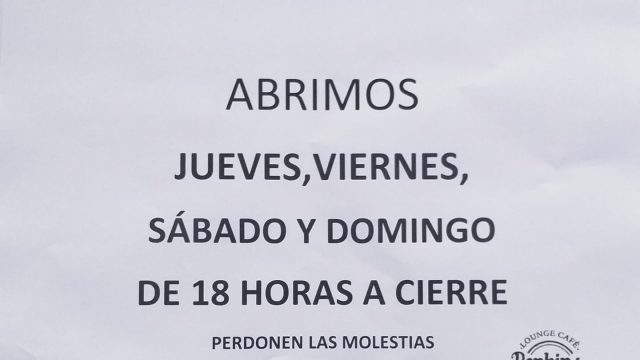 ABRIMOS
JUEVES,VIERNES,
SÁBADO Y DOMINGO
DE 18 HORAS A CIERRE
PERDONEN LAS MOLESTIAS
·LOUNGE CAFÉ·